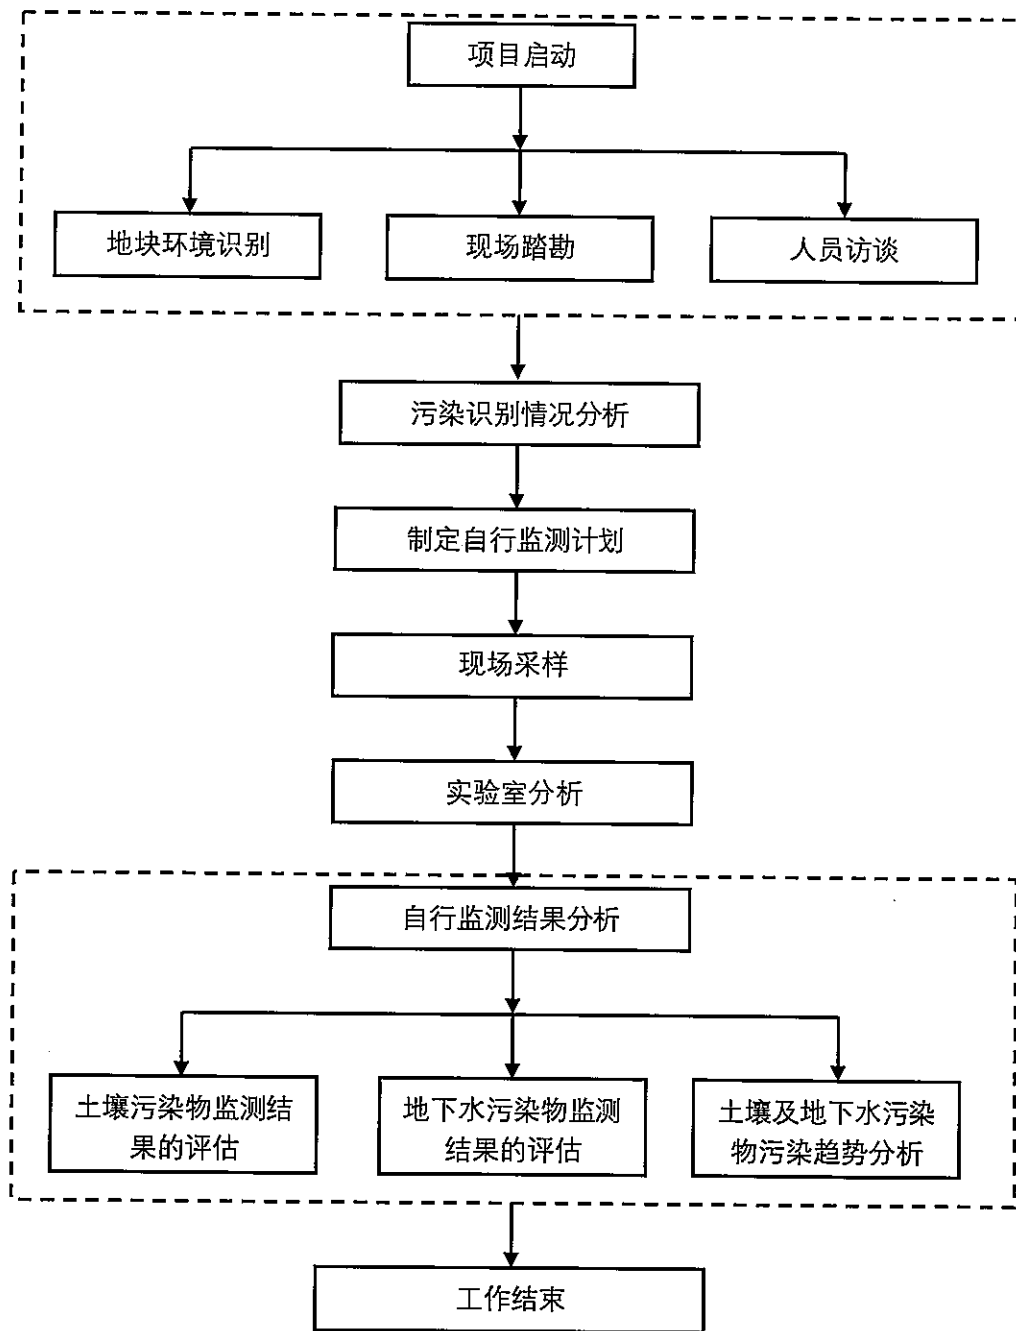 项目启动
地块环境识别
现场踏勘
人员访谈
污染识别情况分析
制定自行监测计划
现场采样
实验室分析
自行监测结果分析
土壤污染物监测结
果的评估
地下水污染物监测
结果的评估
土壤及地下水污染
物污染趋势分析
工作结束